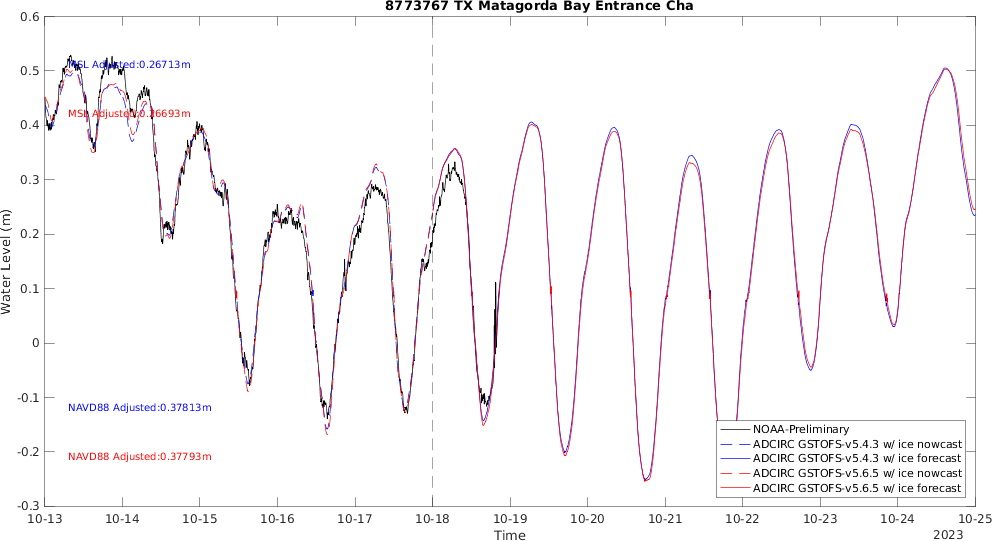 8773767 TX Matagorda Bay Entrance Cha
Water Level (m)
0.6
0.5
0.4
0.3
0.2
0.1
0
-0.1
-0.2
-0.3
MSL Adjusted:0.26713m
MSL Adjusted:0.26693m
NAVD88 Adjusted:0.37813m
NAVD88 Adjusted:0.37793m
NOAA-Preliminary
ADCIRC GSTOFS-v5.4.3 w/ ice nowcast
ADCIRC GSTOFS-v5.4.3 w/ ice forecast
ADCIRC GSTOFS-v5.6.5 w/ ice nowcast
ADCIRC GSTOFS-v5.6.5 w/ ice forecast
10-13 10-14 10-15 10-16 10-17 10-18 10-19 10-20 10-21 10-22 10-23 10-24 10-25
Time
2023